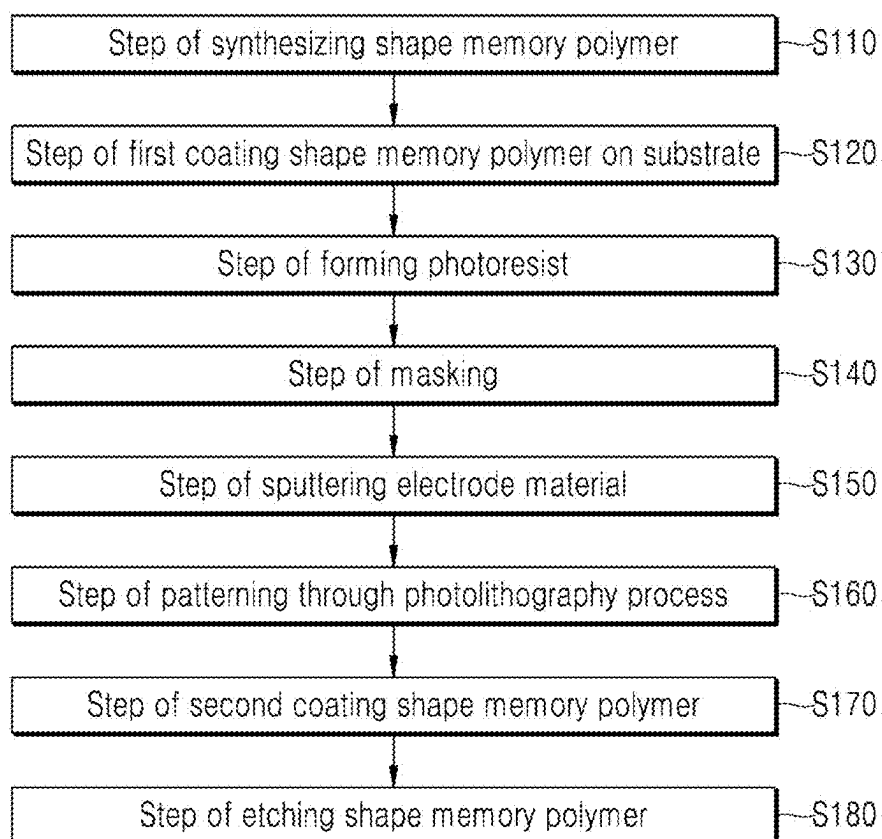 Step of synthesizing shape memory polymer S110
Step of first coating shape memory polymer on substrate S120
Step of forming photoresist S130
Step of masking S140
Step of sputtering electrode material S150
Step of patterning through photolithography process S160
Step of second coating shape memory polymer S170
Step of etching shape memory polymer S180